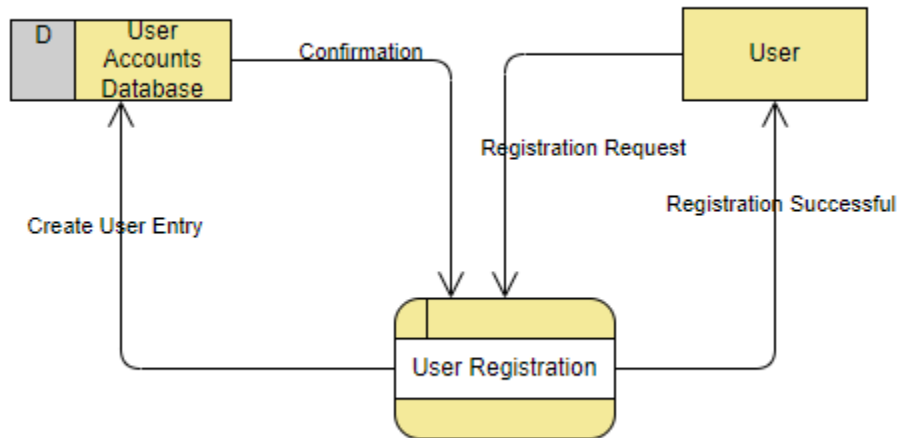 D
User
Accounts
Database
Confirmation
User
Registration Request
Registration Successful
Create User Entry
User Registration